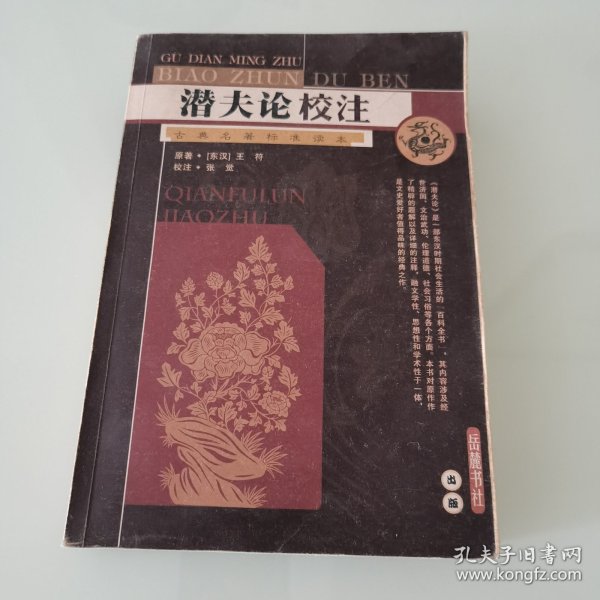 GU DIAN MING ZHU
BIAO ZHUN DU BEN
潜夫论校注
古典名著标准读本
原著·[东汉]王符
校注·张觉
QIANFULUN
JIAOZHU
《潜夫论》是一部东汉时期社会生活的“百科全书”，其内容涉及经
世济国、文治武功、伦理道德、社会习俗等各个方面。本书对原作作
了精辟的题解以及详细的注释，融文学性、思想性和学术性于一体，
是文史爱好者值得品味的经典之作。
岳麓书社
出版
孔夫子旧书网
www.kongfz.com